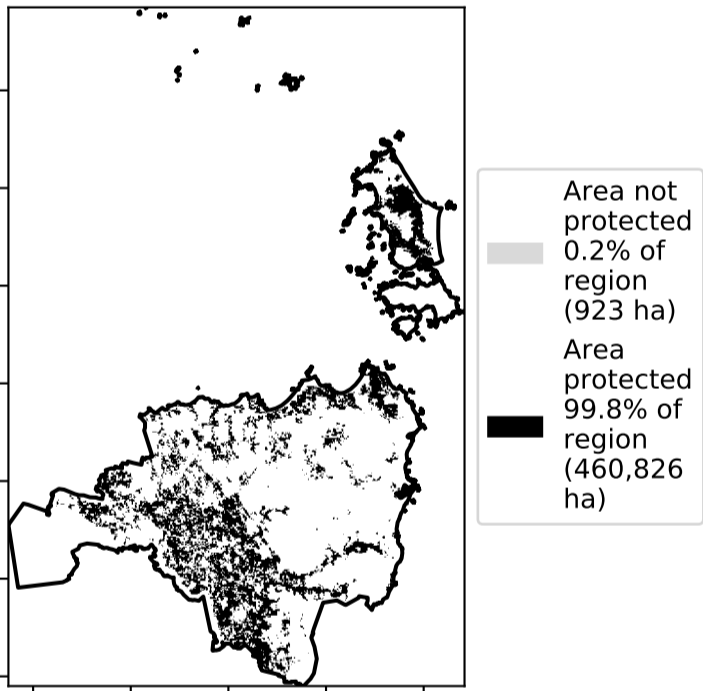 Area not
protected
0.2% of
region
(923 ha)
Area
protected
99.8% of
region
(460,826
ha)